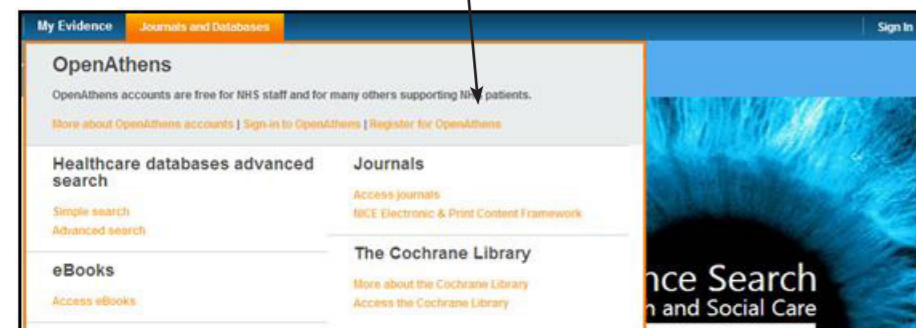 My Evidence Journals and Databases Sign In
OpenAthens
OpenAthens accounts are free for NHS staff and for many others supporting NHS patients.
More about OpenAthens accounts | Sign-in to OpenAthens | Register for OpenAthens
Healthcare databases advanced
search
Simple search
Advanced search
eBooks
Access eBooks
Journals
Access journals
NICE Electronic & Print Content Framework
The Cochrane Library
More about the Cochrane Library
Access the Cochrane Library
nce Search
and Social Care